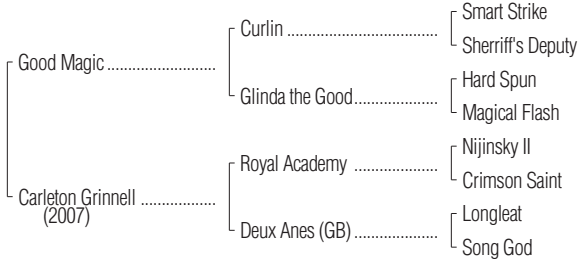 Smart Strike
Curlin ........................
Sherriff's Deputy
Good Magic ..........................
Hard Spun
Glinda the Good....................
Magical Flash
Nijinsky II
Royal Academy ....................
Crimson Saint
Carleton Grinnell ..................
(2007)
Longleat
Deux Anes (GB)....................
Song God